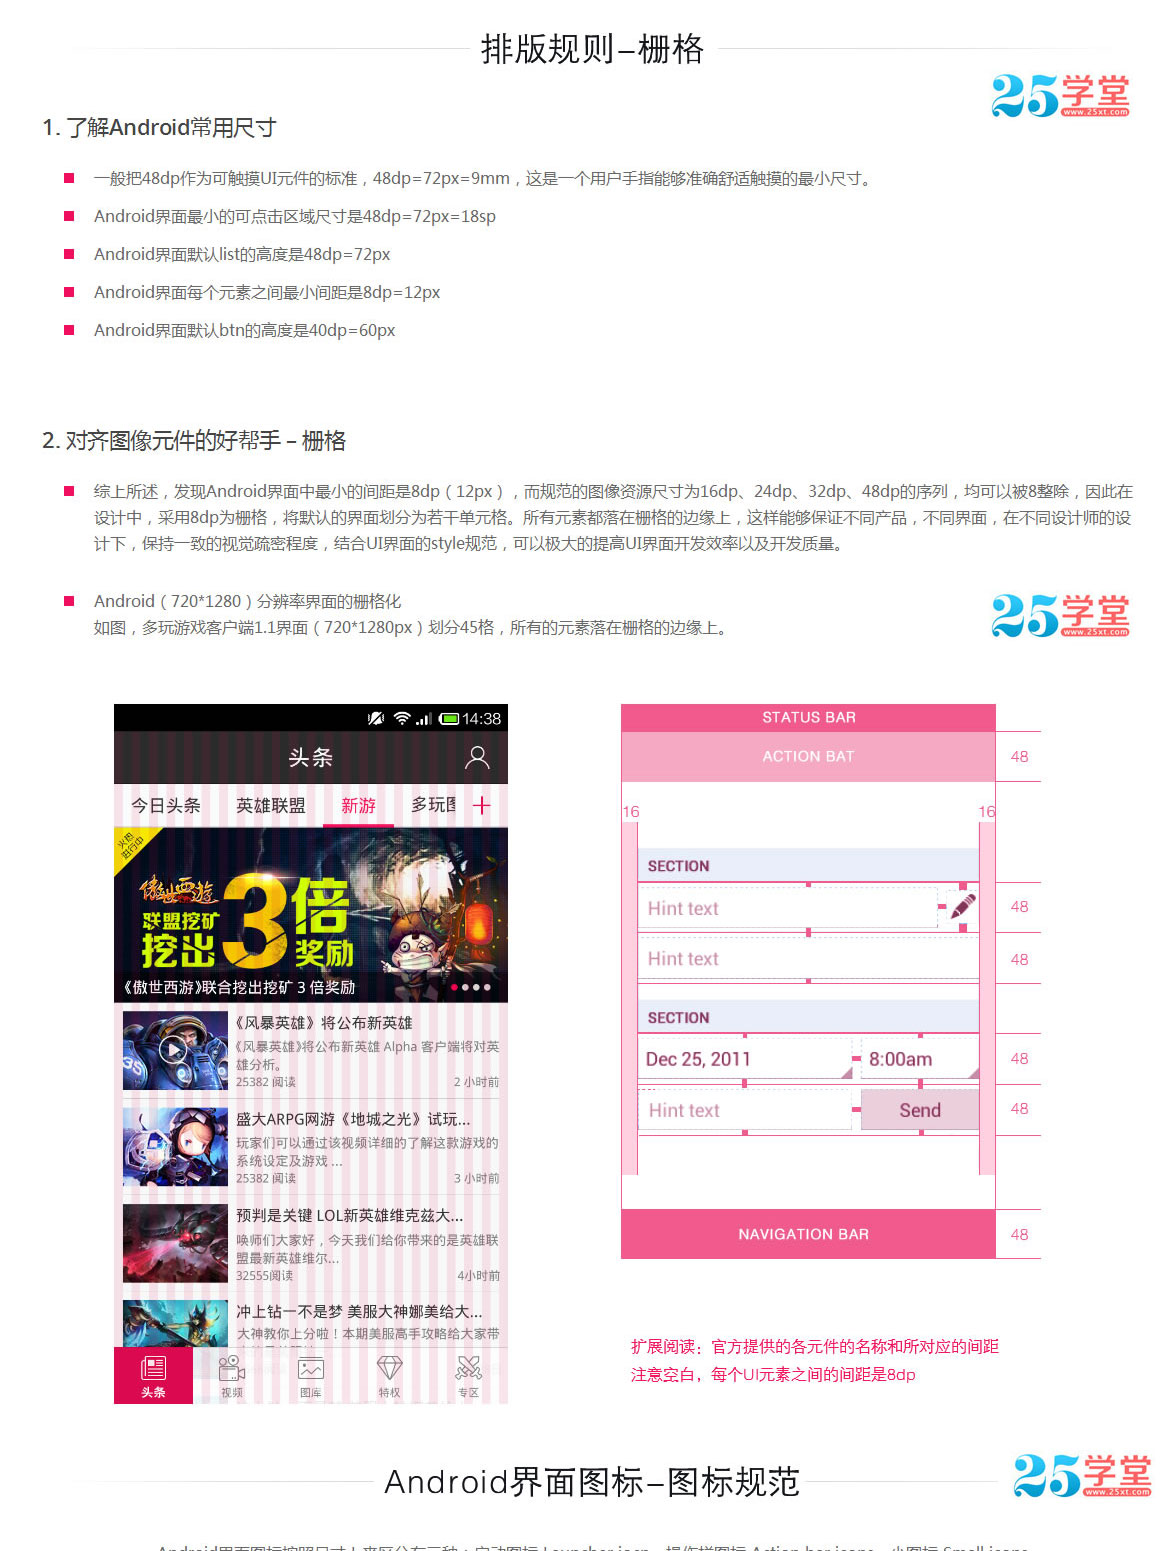 排版规则–栅格
25学堂
www.25xt.com
1. 了解Android常用尺寸
一般把48dp作为可触摸UI元件的标准，48dp=72px=9mm，这是一个用户手指能够准确舒适触摸的最小尺寸。
Android界面最小的可点击区域尺寸是48dp=72px=18sp
Android界面默认list的高度是48dp=72px
Android界面每个元素之间最小间距是8dp=12px
Android界面默认btn的高度是40dp=60px
2. 对齐图像元件的好帮手 – 栅格
综上所述，发现Android界面中最小的间距是8dp（12px），而规范的图像资源尺寸为16dp、24dp、32dp、48dp的序列，均可以被8整除，因此在
设计中，采用8dp为栅格，将默认的界面划分为若干单元格。所有元素都落在栅格的边缘上，这样能够保证不同产品，不同界面，在不同设计师的设
计下，保持一致的视觉疏密程度，结合UI界面的style规范，可以极大的提高UI界面开发效率以及开发质量。
Android（720*1280）分辨率界面的栅格化
如图，多玩游戏客户端1.1界面（720*1280px）划分45格，所有的元素落在栅格的边缘上。
25学堂
www.25xt.com
14:38
头条
今日头条 英雄联盟 新游 多玩图
火热
进行中
傲世西游
联盟挖矿
挖出3倍
奖励
《傲世西游》联合挖出挖矿 3 倍奖励
《风暴英雄》将公布新英雄
《风暴英雄》将公布新英雄 Alpha 客户端将对英
雄分析。
25382 阅读 2 小时前
盛大ARPG网游《地城之光》试玩...
玩家们可以通过该视频详细的了解这款游戏的
系统设定及游戏 ...
25382 阅读 3 小时前
预判是关键 LOL新英雄维克兹大...
唤师们大家好，今天我们给你带来的是英雄联
盟最新英雄维尔...
32555阅读 4小时前
冲上钻一不是梦 美服大神娜美给大...
大神教你上分啦！本期美服高手攻略给大家带
头条 视频 图库 特权 专区
STATUS BAR
ACTION BAT 48
16 16
SECTION
Hint text 48
Hint text 48
SECTION
Dec 25, 2011 8:00am 48
Hint text Send 48
NAVIGATION BAR 48
扩展阅读：官方提供的各元件的名称和所对应的间距
注意空白，每个UI元素之间的间距是8dp
Android界面图标–图标规范
25学堂
www.25xt.com